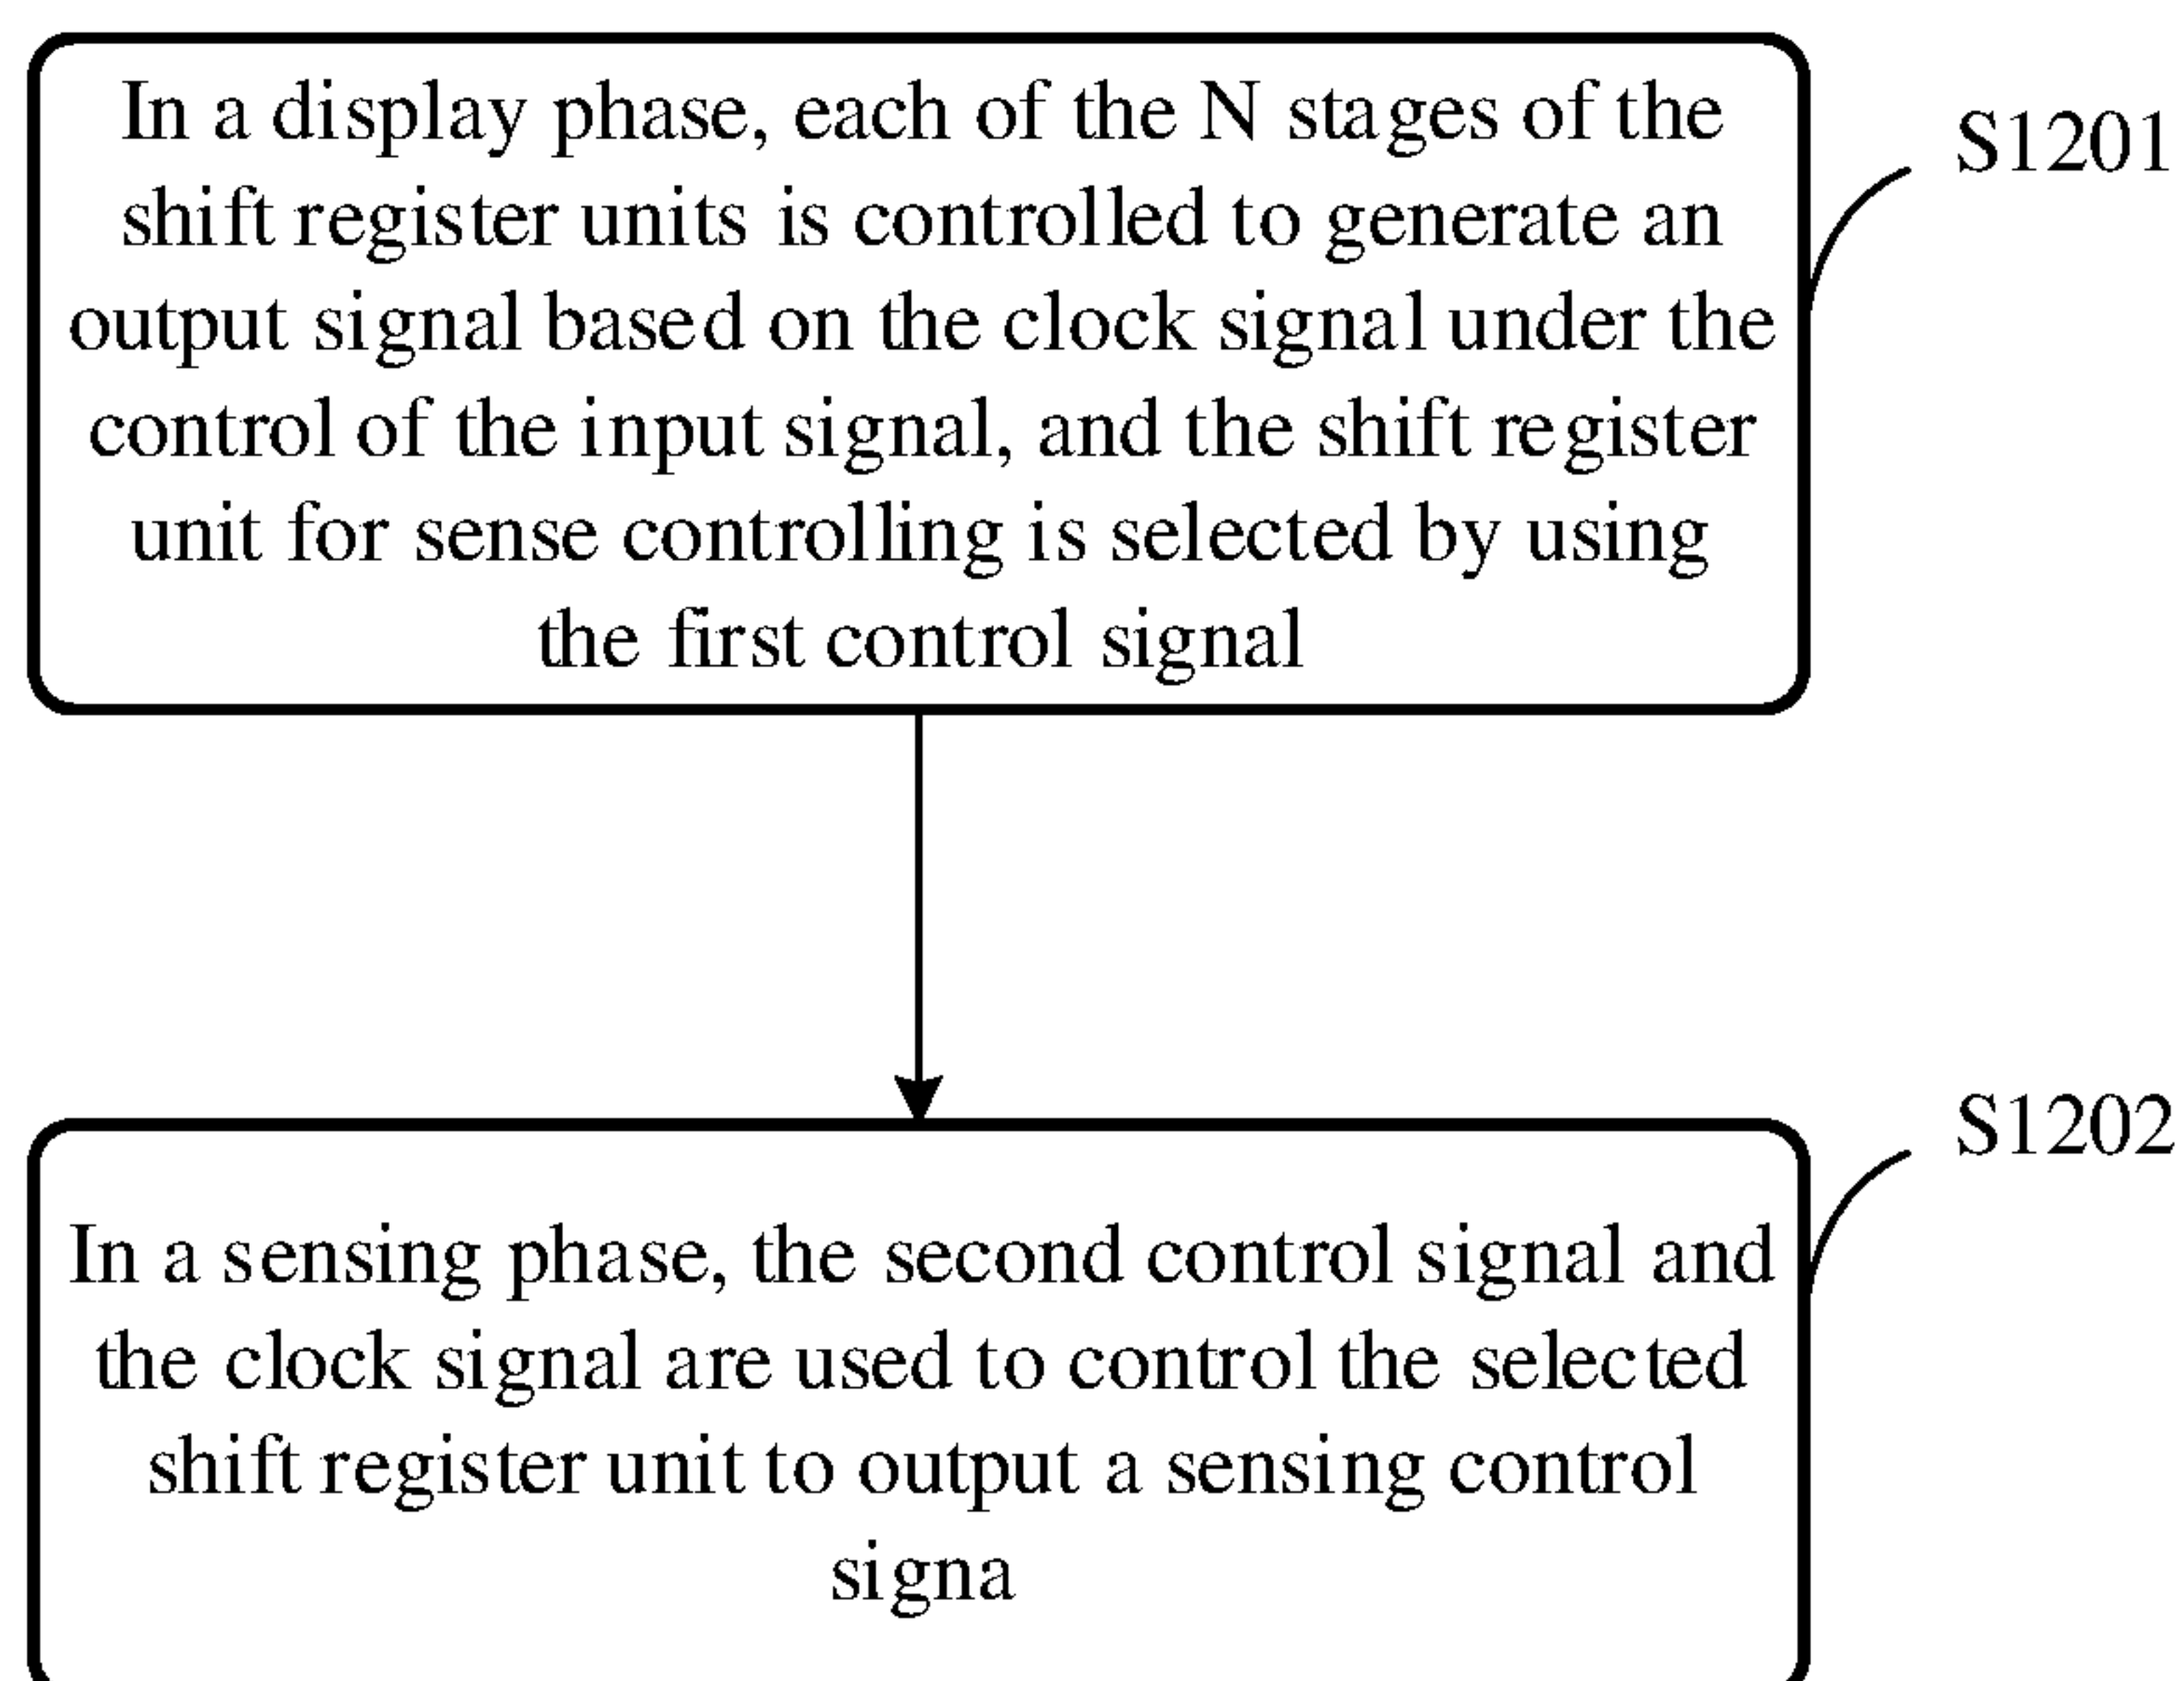 In a display phase, each of the N stages of the
shift register units is controlled to generate an
output signal based on the clock signal under the
control of the input signal, and the shift register
unit for sense controlling is selected by using
the first control signal
S1201
In a sensing phase, the second control signal and
the clock signal are used to control the selected
shift register unit to output a sensing control
signa
S1202